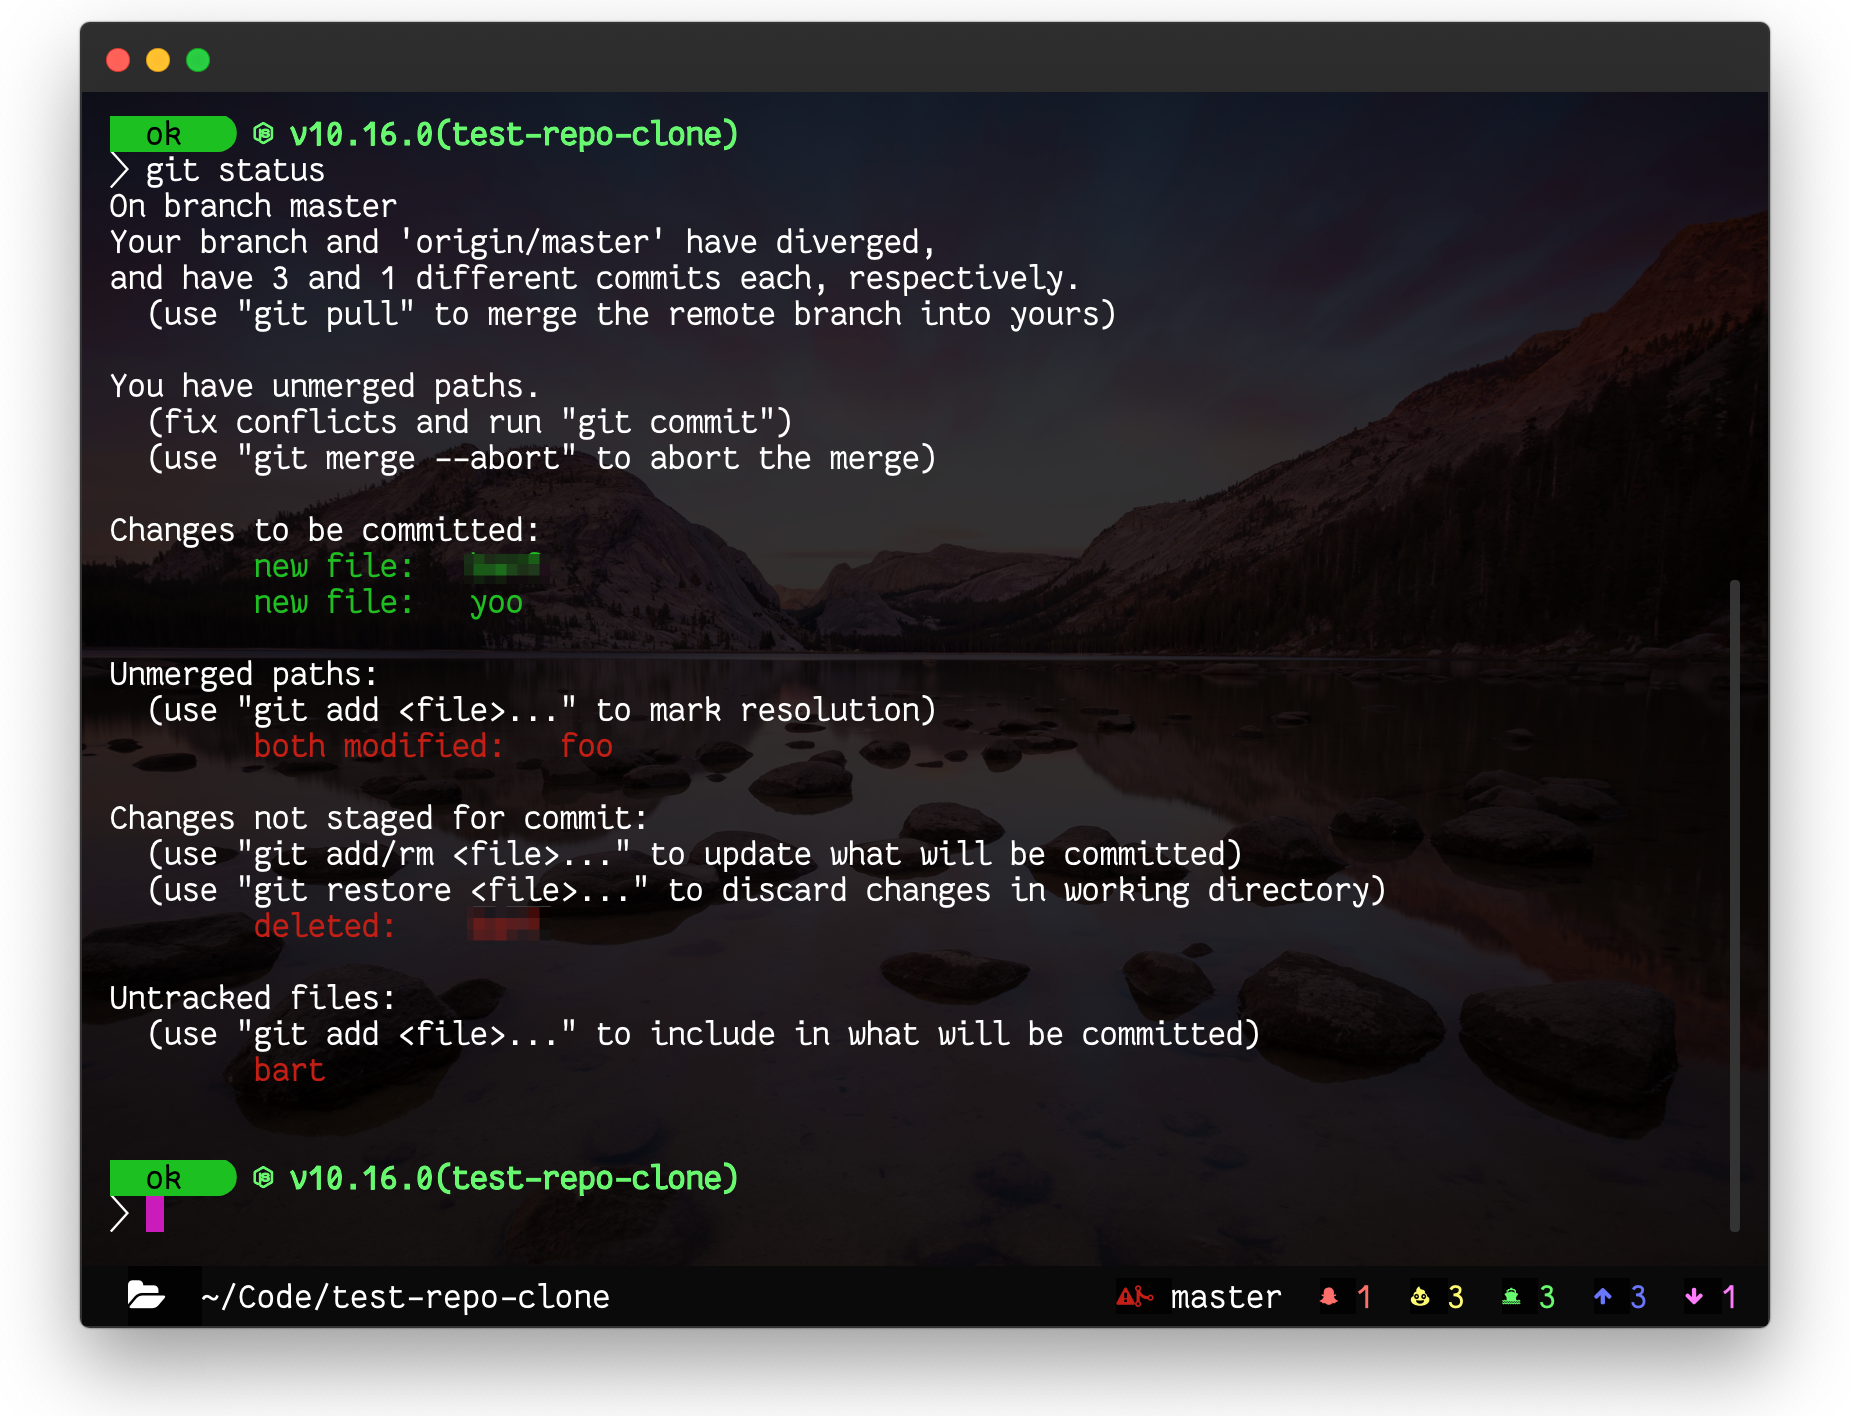 ok v10.16.0(test-repo-clone)
git status
On branch master
Your branch and 'origin/master' have diverged,
and have 3 and 1 different commits each, respectively.
(use "git pull" to merge the remote branch into yours)
You have unmerged paths.
(fix conflicts and run "git commit")
(use "git merge --abort" to abort the merge)
Changes to be committed:
new file:
new file: yoo
Unmerged paths:
(use "git add <file>..." to mark resolution)
both modified: foo
Changes not staged for commit:
(use "git add/rm <file>..." to update what will be committed)
(use "git restore <file>..." to discard changes in working directory)
deleted:
Untracked files:
(use "git add <file>..." to include in what will be committed)
bart
ok v10.16.0(test-repo-clone)
~/Code/test-repo-clone master 1 3 3 3 1